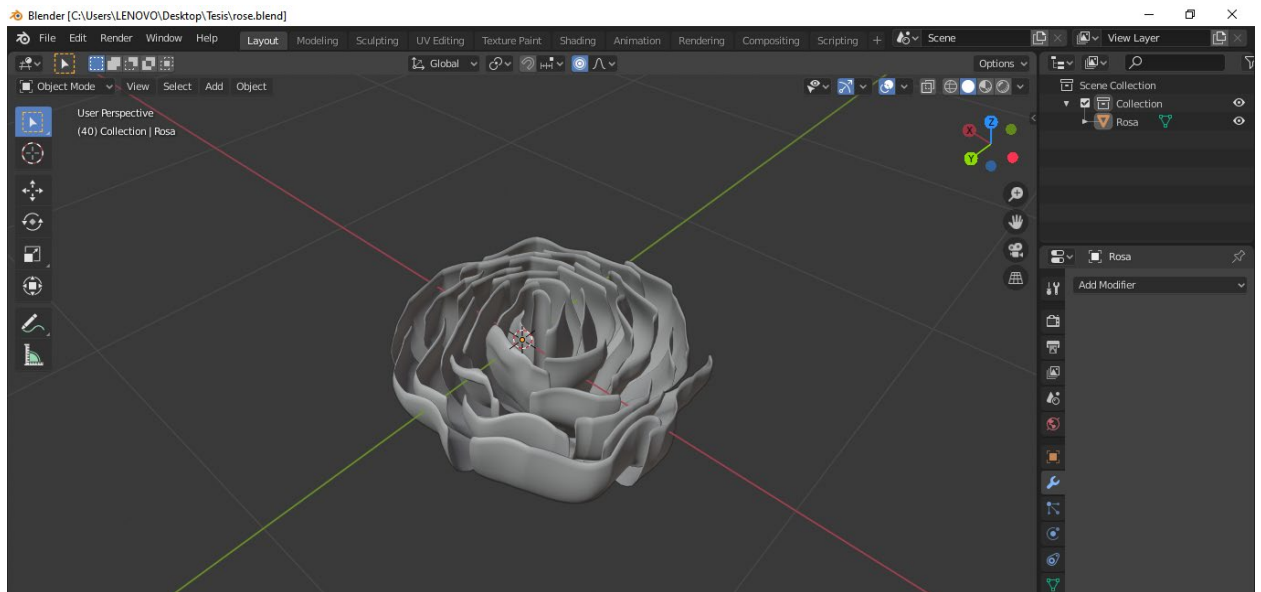 Blender [C:\Users\LENOVO\Desktop\Tesis\rose.blend]
File Edit Render Window Help Layout Modeling Sculpting UV Editing Texture Paint Shading Animation Rendering Compositing Scripting + Scene View Layer
Global Options
Object Mode View Select Add Object
User Perspective
(40) Collection | Rosa
Z
X
Y
Scene Collection
Collection
Rosa
Rosa
Add Modifier